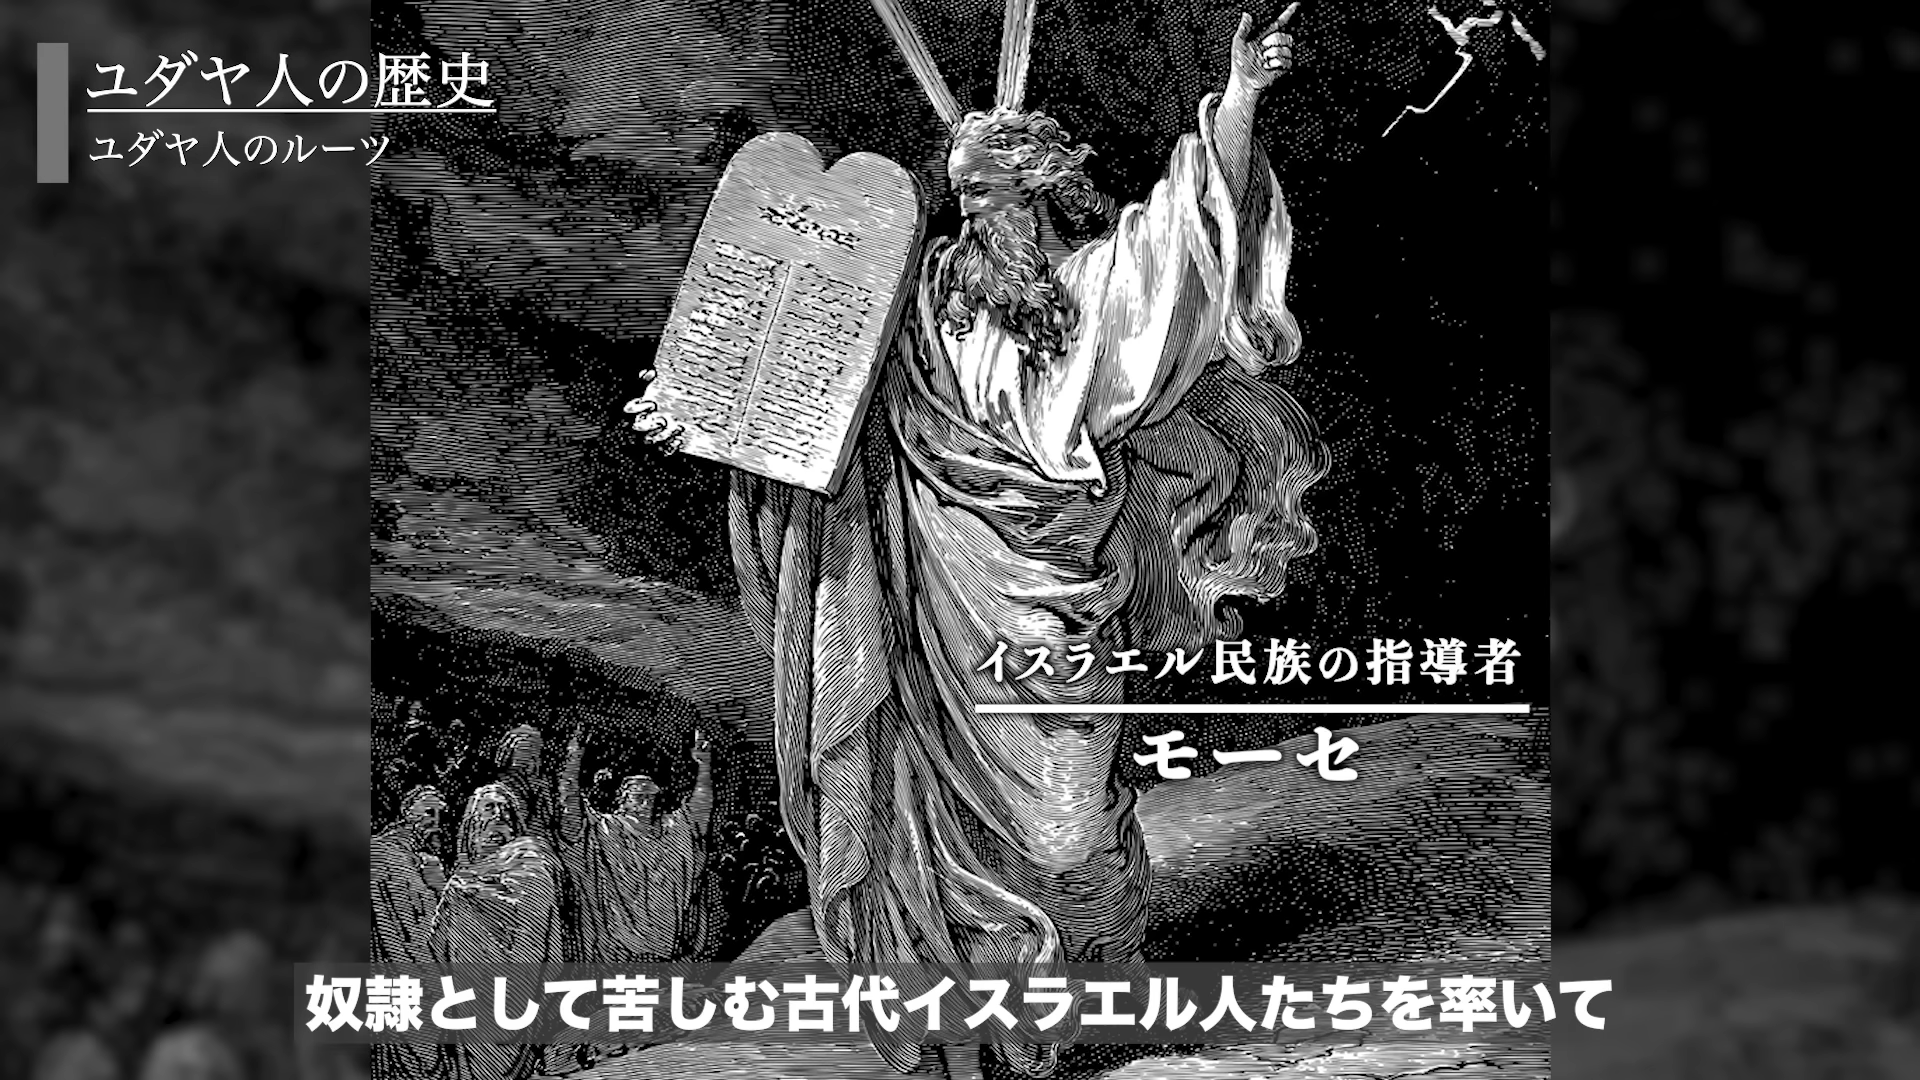 ユダヤ人の歴史
ユダヤ人のルーツ
イスラエル民族の指導者
モーセ
奴隷として苦しむ古代イスラエル人たちを率いて